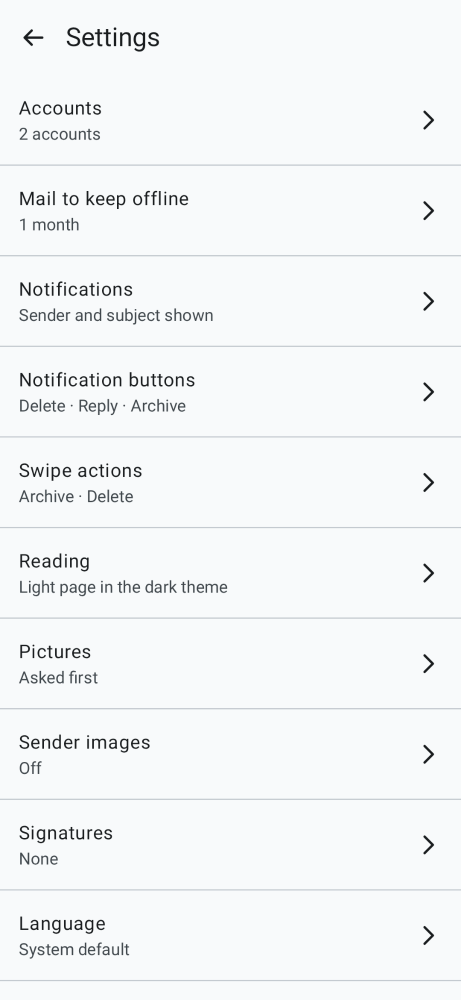 Settings
Accounts
2 accounts
Mail to keep offline
1 month
Notifications
Sender and subject shown
Notification buttons
Delete · Reply · Archive
Swipe actions
Archive · Delete
Reading
Light page in the dark theme
Pictures
Asked first
Sender images
Off
Signatures
None
Language
System default